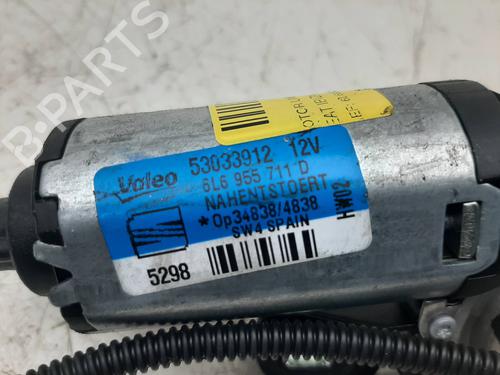 B-PARTS
Valeo 53033912 12V
6L6 955 711 D
NAHENTSTOERT
*Op34838/4838
SW4 SPAIN
HW02
5298